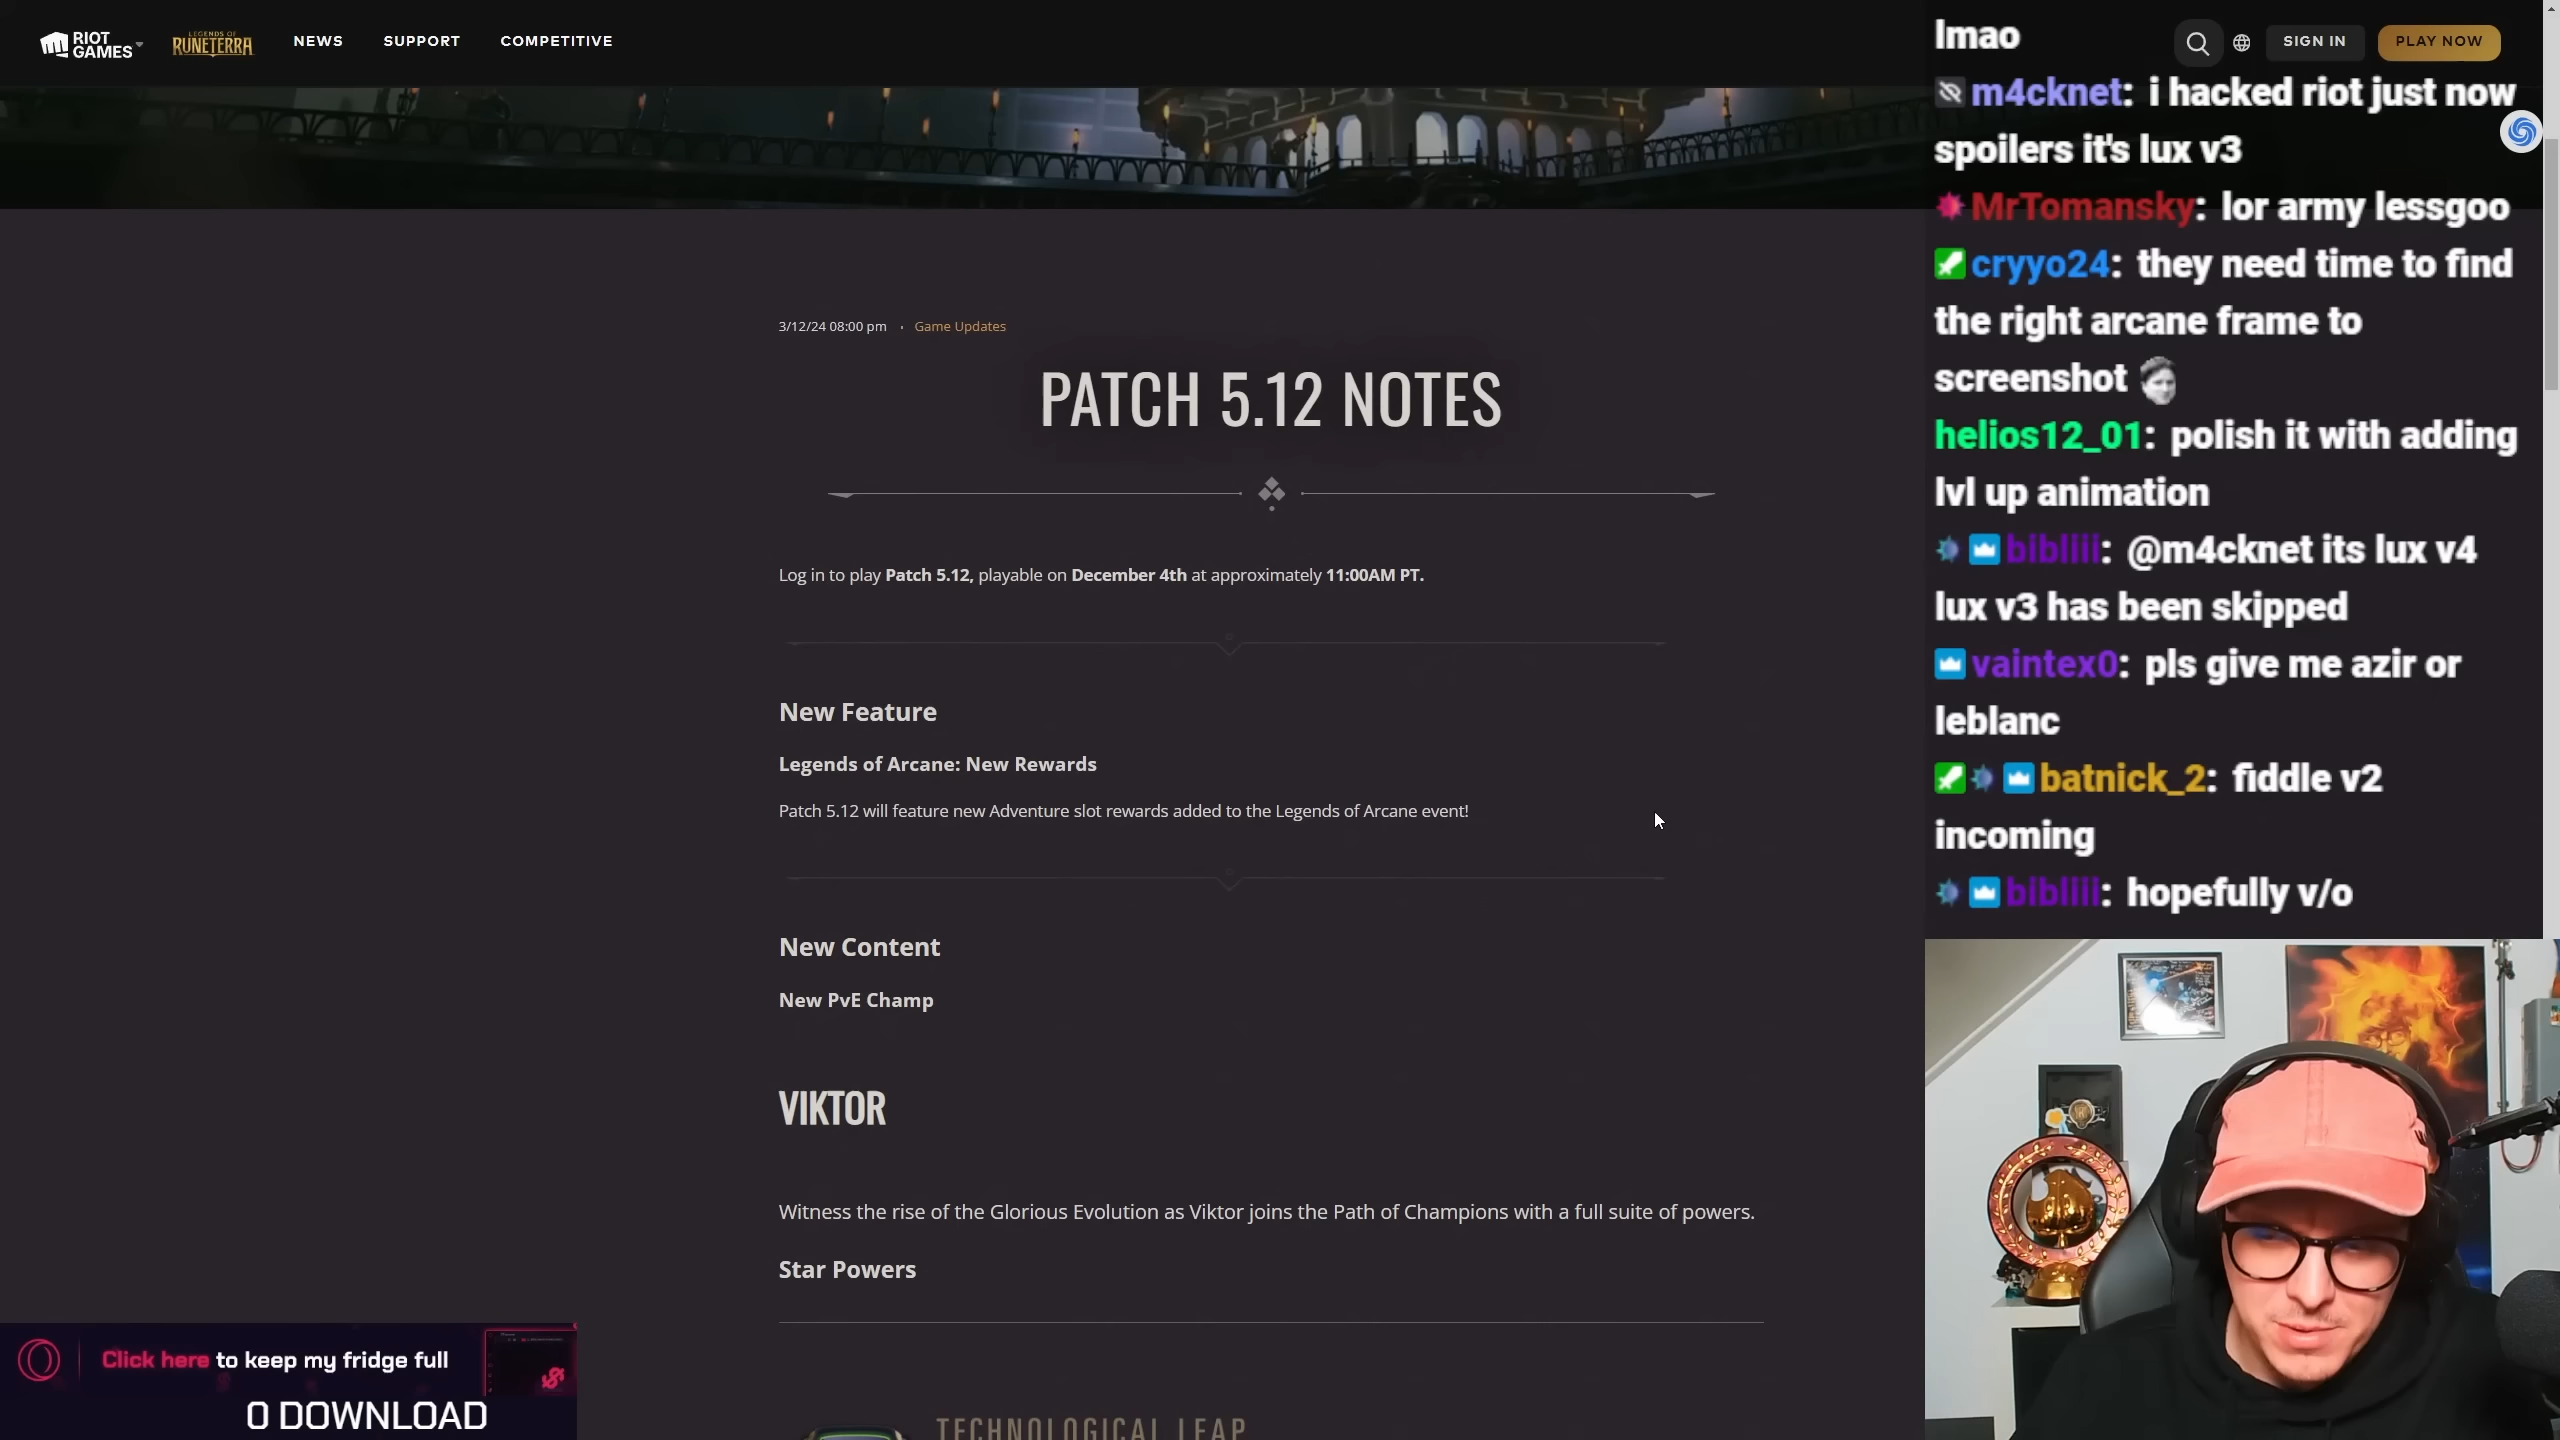 RIOT GAMES
LEGENDS OF RUNETERRA
NEWS
SUPPORT
COMPETITIVE
SIGN IN
PLAY NOW
3/12/24 08:00 pm • Game Updates
PATCH 5.12 NOTES
Log in to play Patch 5.12, playable on December 4th at approximately 11:00AM PT.
New Feature
Legends of Arcane: New Rewards
Patch 5.12 will feature new Adventure slot rewards added to the Legends of Arcane event!
New Content
New PvE Champ
VIKTOR
Witness the rise of the Glorious Evolution as Viktor joins the Path of Champions with a full suite of powers.
Star Powers
TECHNOLOGICAL LEAP
lmao
m4cknet: i hacked riot just now
spoilers it's lux v3
MrTomansky: lor army lessgoo
cryyo24: they need time to find
the right arcane frame to
screenshot
helios12_01: polish it with adding
lvl up animation
bibliii: @m4cknet its lux v4
lux v3 has been skipped
vaintex0: pls give me azir or
leblanc
batnick_2: fiddle v2
incoming
bibliii: hopefully v/o
Click here to keep my fridge full
0 DOWNLOAD